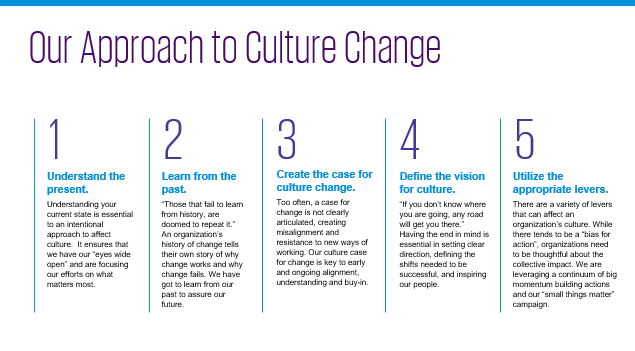 Our Approach to Culture Change
1
Understand the
present.
Understanding your
current state is essential
to an intentional
approach to affect
culture.  It ensures that
we have our “eyes wide
open” and are focusing
our efforts on what
matters most.
2
Learn from the
past.
“Those that fail to learn
from history, are
doomed to repeat it.”
An organization’s
history of change tells
their own story of why
change works and why
change fails. We have
got to learn from our
past to assure our
future.
3
Create the case for
culture change.
Too often, a case for
change is not clearly
articulated, creating
misalignment and
resistance to new ways of
working. Our culture case
for change is key to early
and ongoing alignment,
understanding and buy-in.
4
Define the vision
for culture.
“If you don’t know where
you are going, any road
will get you there.”
Having the end in mind is
essential in setting clear
direction, defining the
shifts needed to be
successful, and inspiring
our people.
5
Utilize the
appropriate levers.
There are a variety of levers
that can affect an
organization’s culture. While
there tends to be a “bias for
action”, organizations need
to be thoughtful about the
collective impact. We are
leveraging a continuum of big
momentum building actions
and our “small things matter”
campaign.